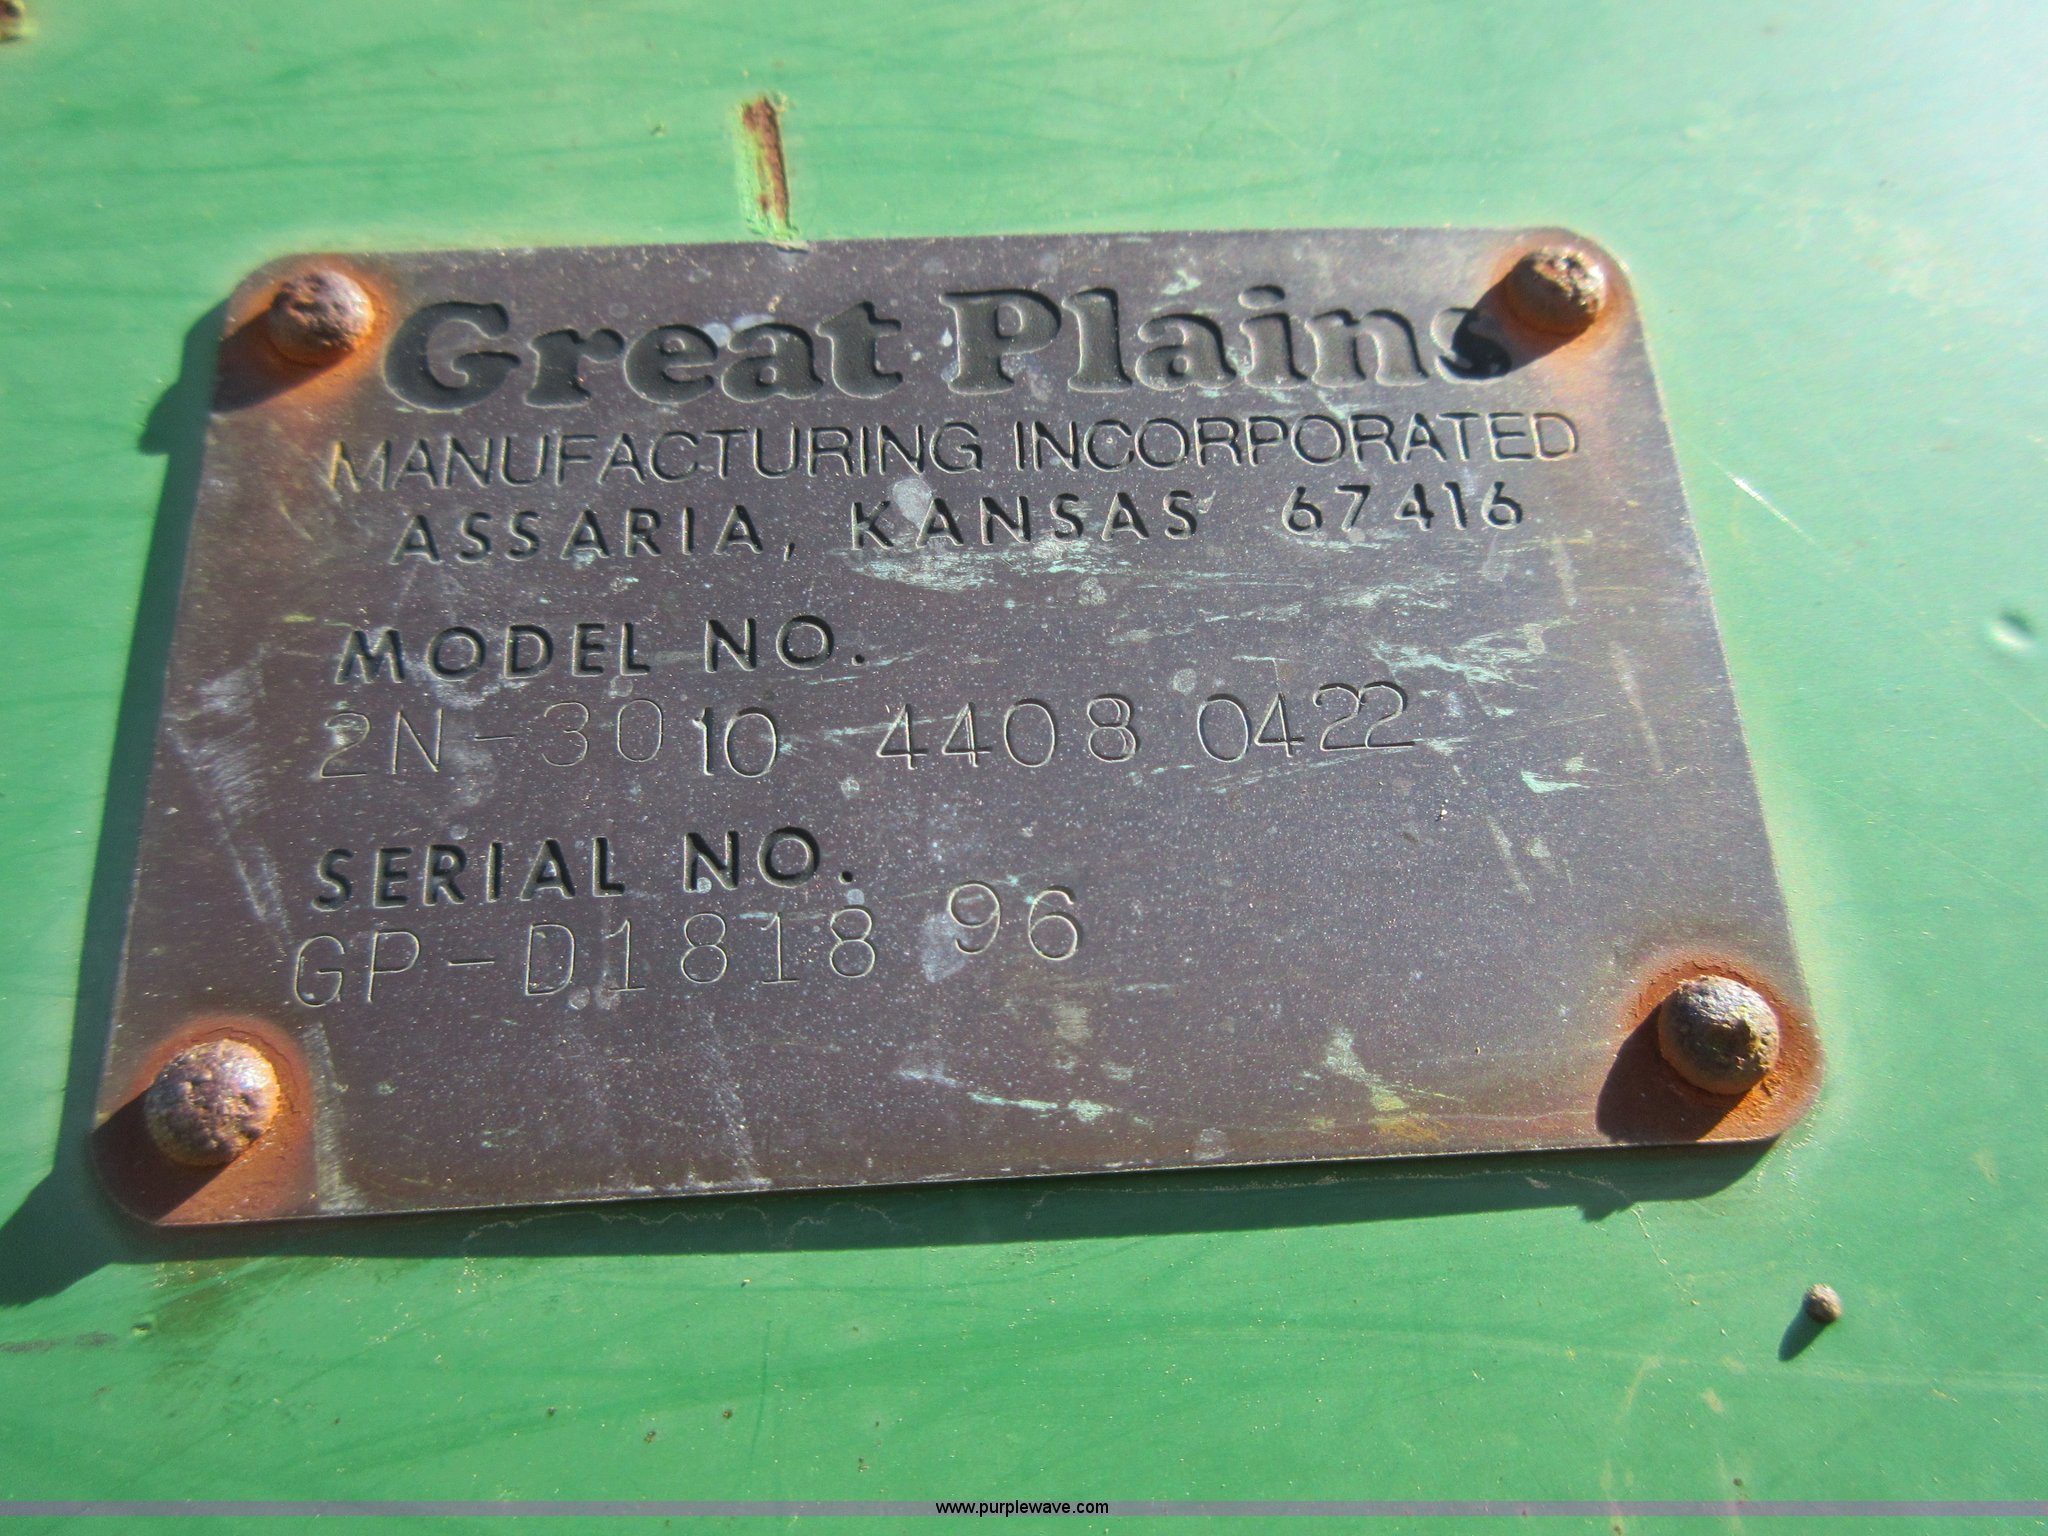 Great Plains
MANUFACTURING INCORPORATED
ASSARIA, KANSAS 67416
MODEL NO.
2N-3010 4408 0422
SERIAL NO.
GP-D1818 96
www.purplewave.com